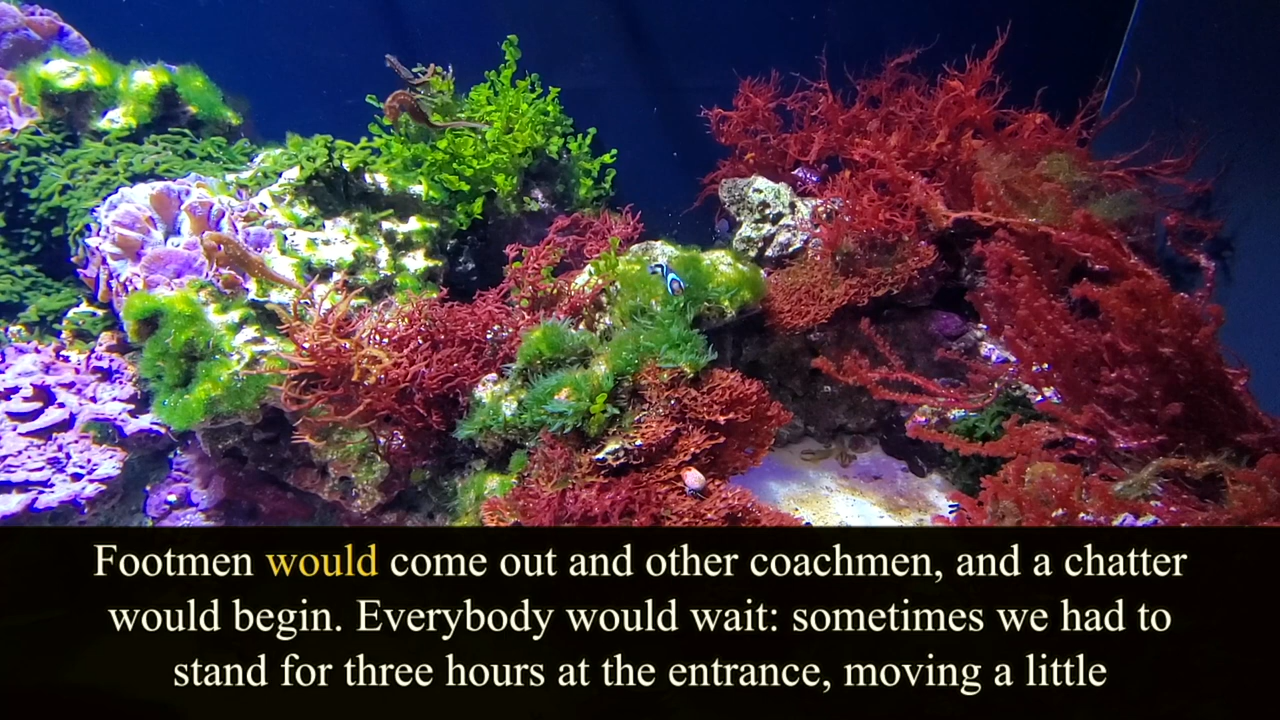 Footmen would come out and other coachmen, and a chatter
would begin. Everybody would wait: sometimes we had to
stand for three hours at the entrance, moving a little